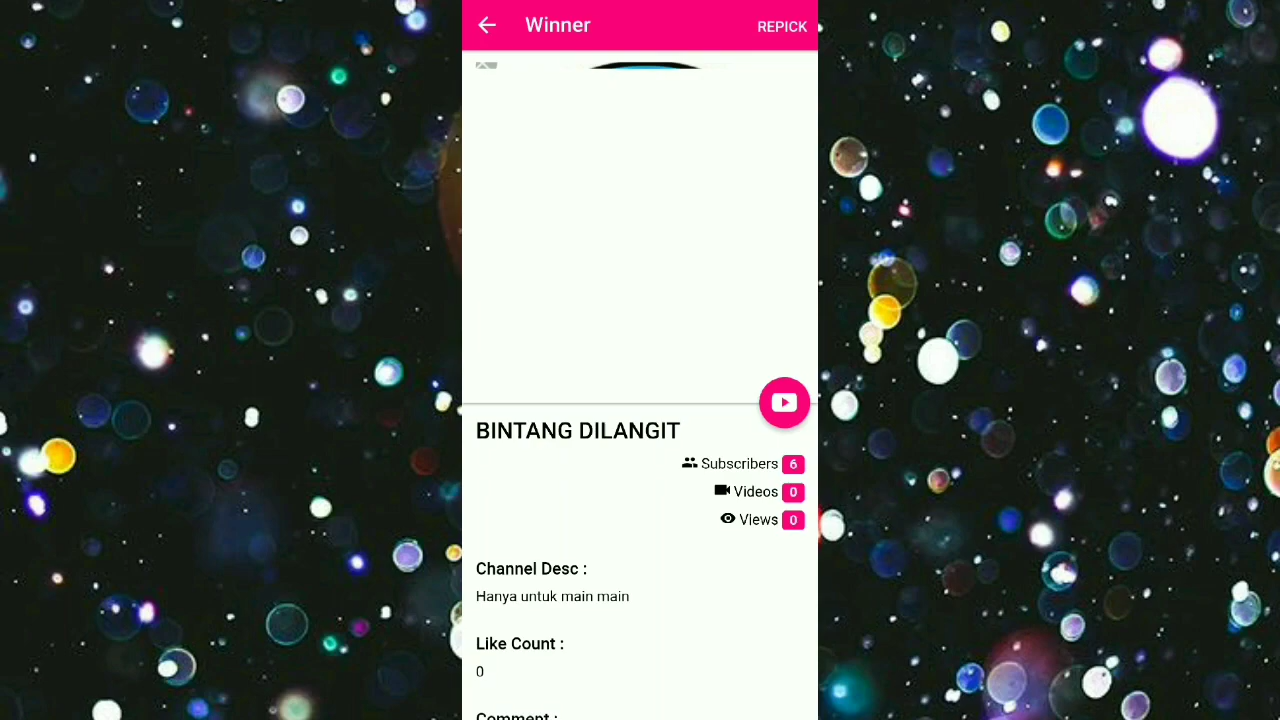 Winner
REPICK
BINTANG DILANGIT
Subscribers 6
Videos 0
Views 0
Channel Desc :
Hanya untuk main main
Like Count :
0
Comment :